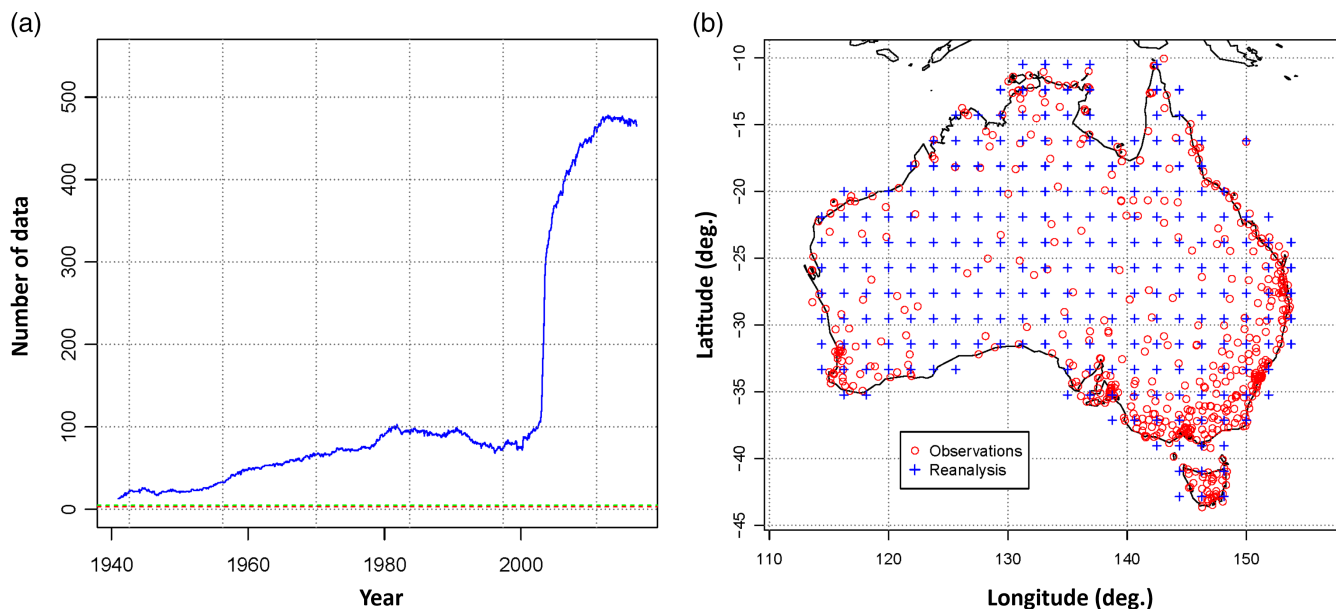 (a)
Number of data
500
400
300
200
100
0
1940
1960
1980
2000
Year
(b)
Latitude (deg.)
−10
−15
−20
−25
−30
−35
−40
−45
Observations
Reanalysis
110
120
130
140
150
Longitude (deg.)